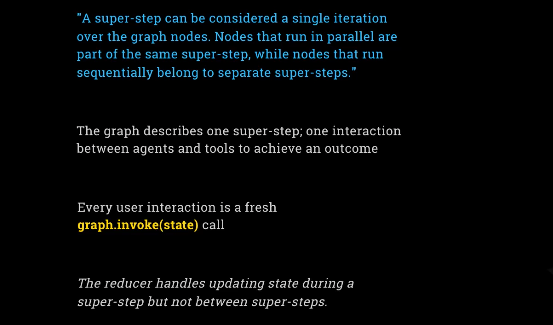 "A super-step can be considered a single iteration
over the graph nodes. Nodes that run in parallel are
part of the same super-step, while nodes that run
sequentially belong to separate super-steps."
The graph describes one super-step; one interaction
between agents and tools to achieve an outcome
Every user interaction is a fresh
graph.invoke(state) call
The reducer handles updating state during a
super-step but not between super-steps.